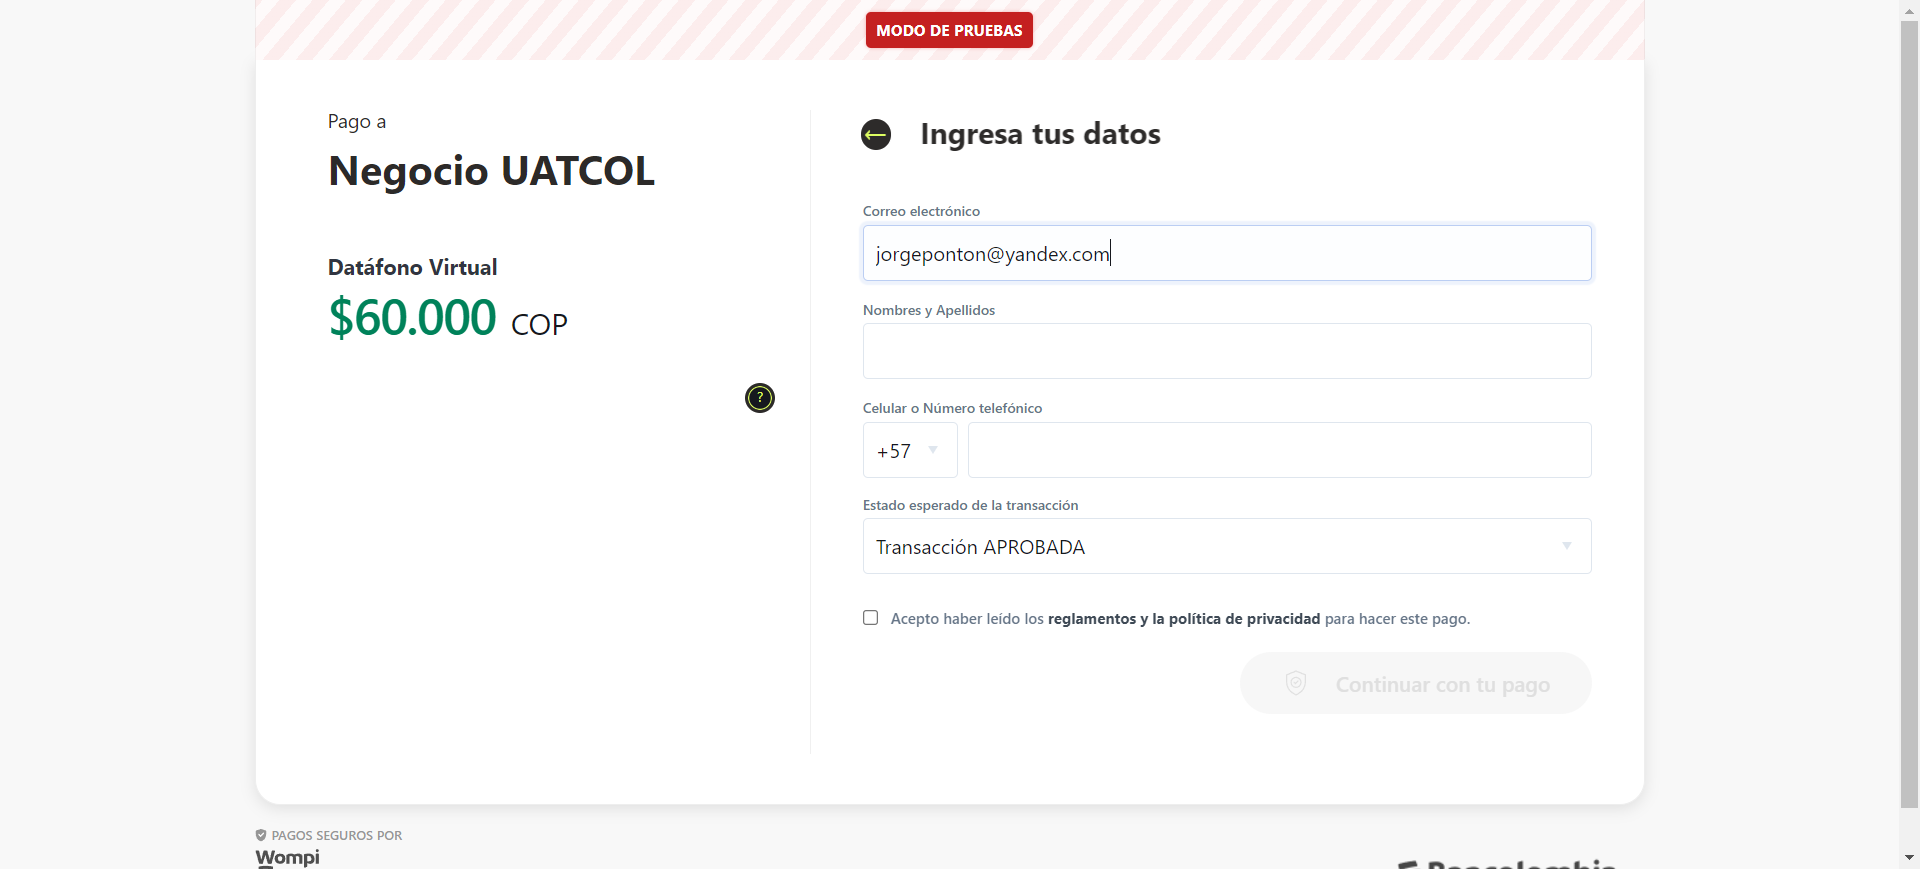 MODO DE PRUEBAS
Pago a
Negocio UATCOL
Datáfono Virtual
$60.000 COP
?
Ingresa tus datos
Correo electrónico
jorgeponton@yandex.com
Nombres y Apellidos
Celular o Número telefónico
+57
Estado esperado de la transacción
Transacción APROBADA
Acepto haber leído los reglamentos y la política de privacidad para hacer este pago.
Continuar con tu pago
PAGOS SEGUROS POR
Wompi
Bancolombia